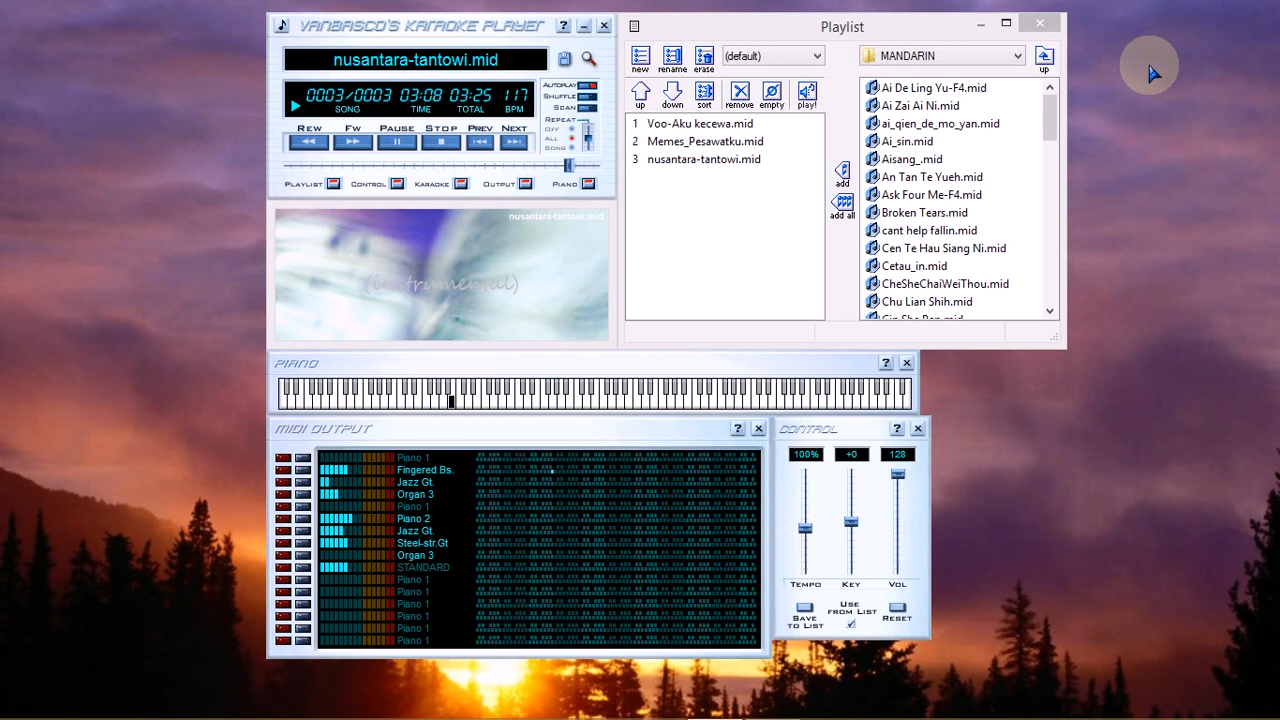 VANBASCO'S KARAOKE PLAYER
nusantara-tantowi.mid
0003/0003 03:08 03:25 117
SONG TIME TOTAL BPM
AUTOPLAY
SHUFFLE
SCAN
REPEAT
OFF
ALL
SONG
REW FW PAUSE STOP PREV NEXT
PLAYLIST CONTROL KARAOKE OUTPUT PIANO
nusantara-tantowi.mid
(instrumental)
Playlist
new rename erase (default)
up down sort remove empty play!
1 Voo-Aku kecewa.mid
2 Memes_Pesawatku.mid
3 nusantara-tantowi.mid
add
add all
MANDARIN
up
Ai De Ling Yu-F4.mid
Ai Zai Ai Ni.mid
ai_qien_de_mo_yan.mid
Ai_sin.mid
Aisang_.mid
An Tan Te Yueh.mid
Ask Four Me-F4.mid
Broken Tears.mid
cant help fallin.mid
Cen Te Hau Siang Ni.mid
Cetau_in.mid
CheSheChaiWeiThou.mid
Chu Lian Shih.mid
PIANO
MIDI OUTPUT
Piano 1
Fingered Bs.
Jazz Gt.
Organ 3
Piano 1
Piano 2
Jazz Gt.
Steel-str.Gt
Organ 3
STANDARD
Piano 1
Piano 1
Piano 1
Piano 1
Piano 1
Piano 1
CONTROL
100% +0 128
TEMPO KEY VOL
SAVE TO LIST
USE FROM LIST
RESET